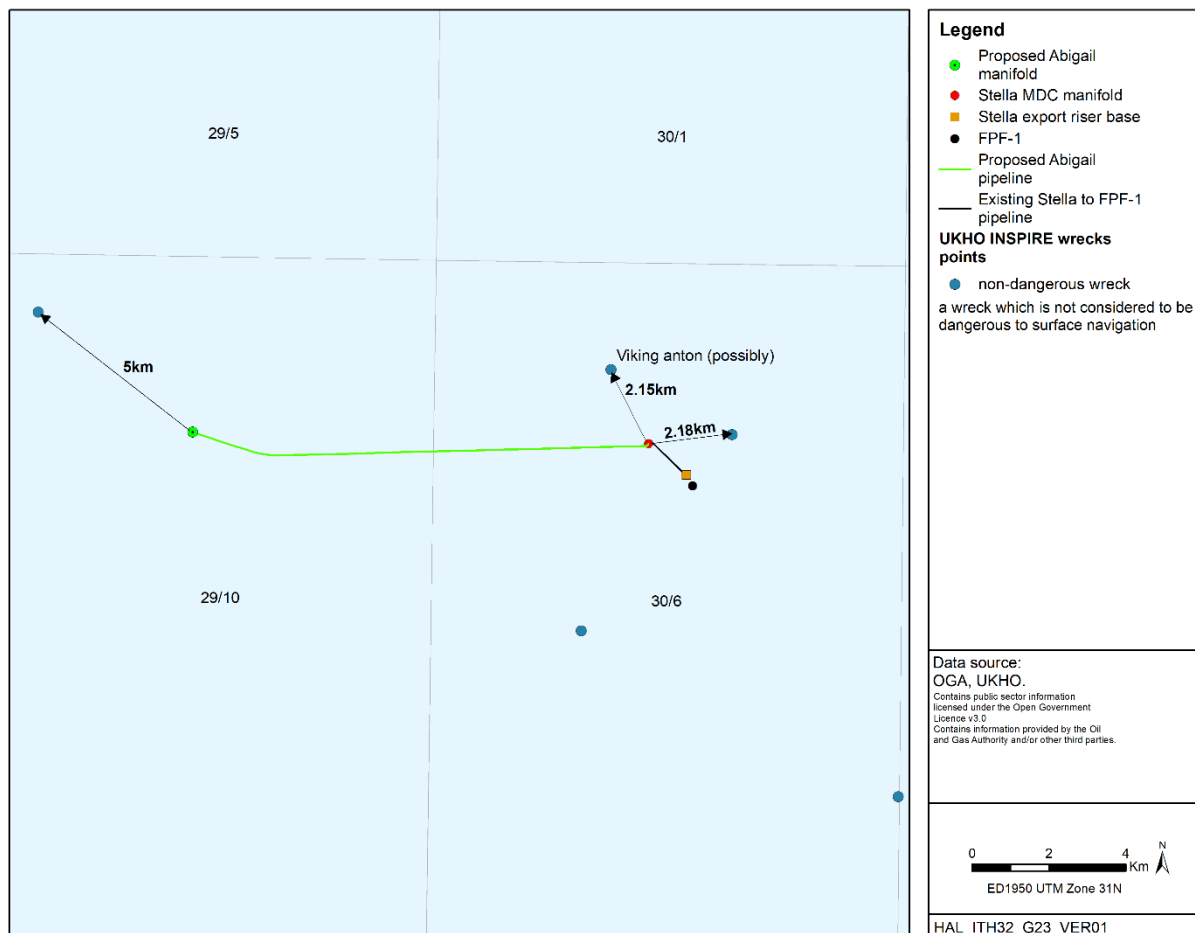 29/5
30/1
5km
Viking anton (possibly)
2.15km
2.18km
29/10
30/6
Legend
Proposed Abigail
manifold
Stella MDC manifold
Stella export riser base
FPF-1
Proposed Abigail
pipeline
Existing Stella to FPF-1
pipeline
UKHO INSPIRE wrecks
points
non-dangerous wreck
a wreck which is not considered to be
dangerous to surface navigation
Data source:
OGA, UKHO.
Contains public sector information
licensed under the Open Government
Licence v3.0
Contains information provided by the Oil
and Gas Authority and/or other third parties.
0 2 4
Km
N
ED1950 UTM Zone 31N
HAL_ITH32_G23_VER01